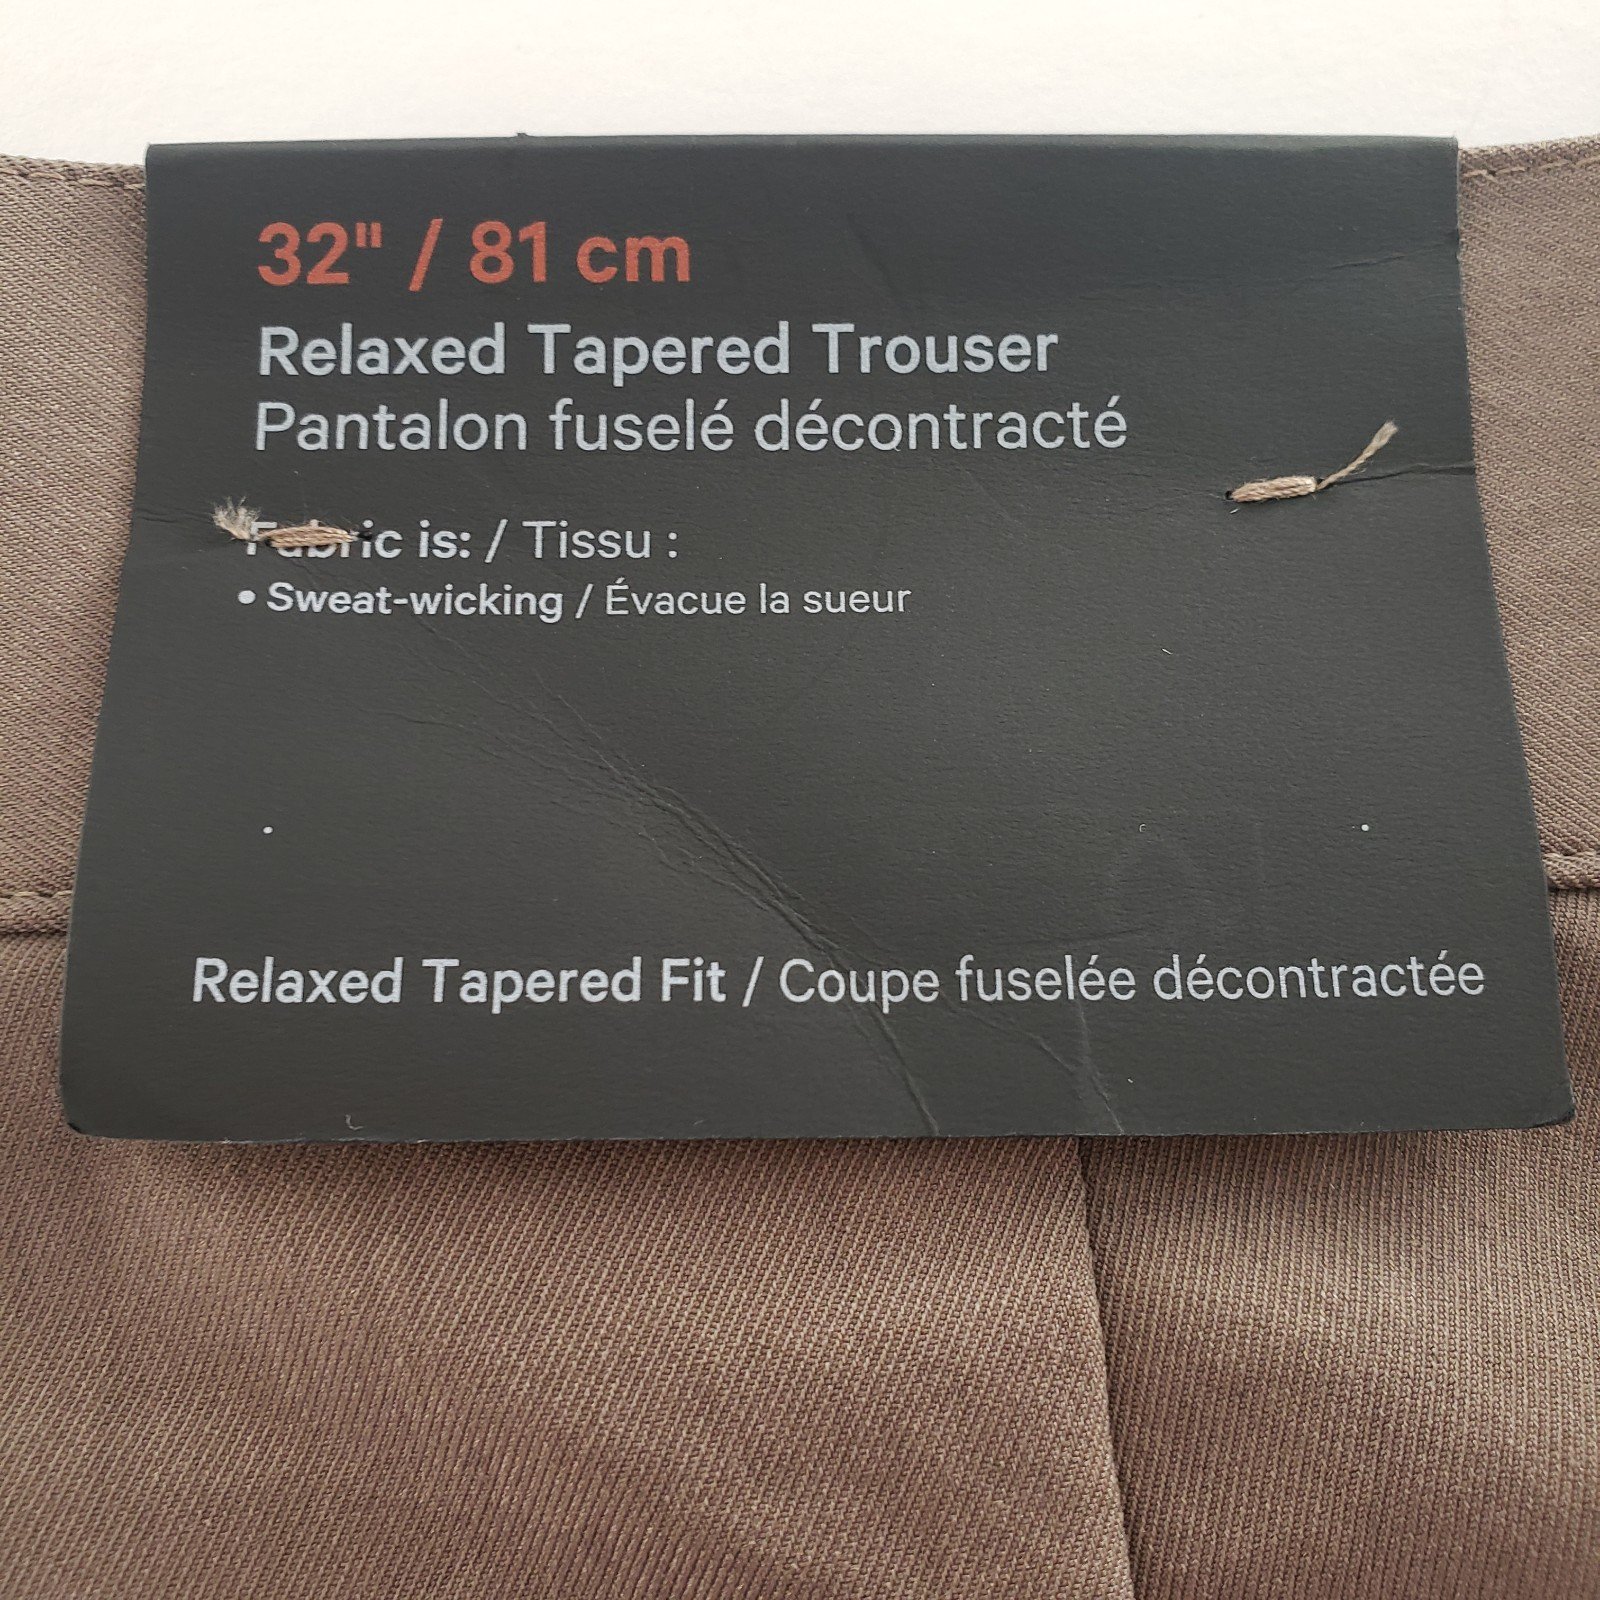 32" / 81 cm
Relaxed Tapered Trouser
Pantalon fuselé décontracté
Fabric is: / Tissu :
• Sweat-wicking / Évacue la sueur
Relaxed Tapered Fit / Coupe fuselée décontractée